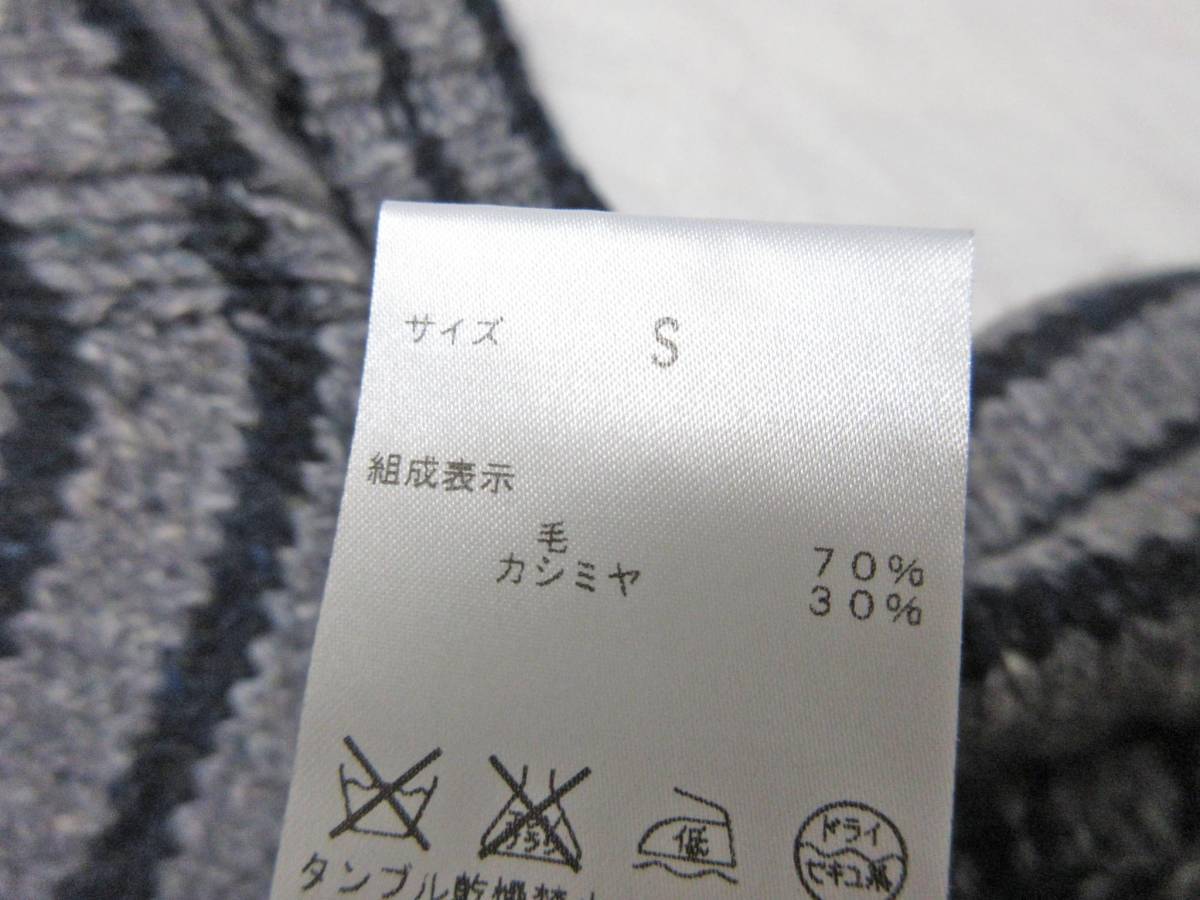 サイズ S
組成表示
毛 70%
カシミヤ 30%
低
ドライ
セキユ系
タンブル乾燥禁止